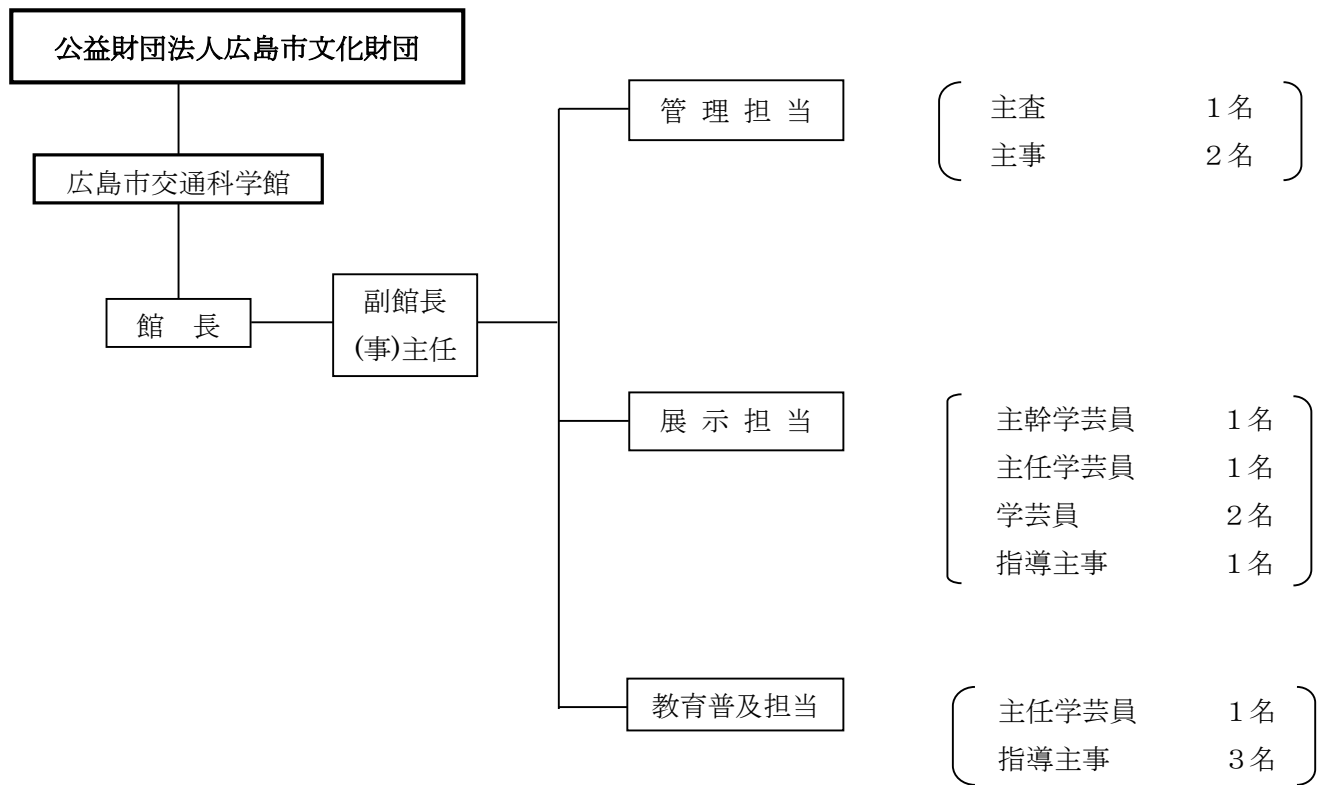 公益財団法人広島市文化財団
広島市交通科学館
館　長
副館長
(事)主任
管 理 担 当
主査　１名
主事　２名
展 示 担 当
主幹学芸員　１名
主任学芸員　１名
学芸員　２名
指導主事　１名
教育普及担当
主任学芸員　１名
指導主事　３名